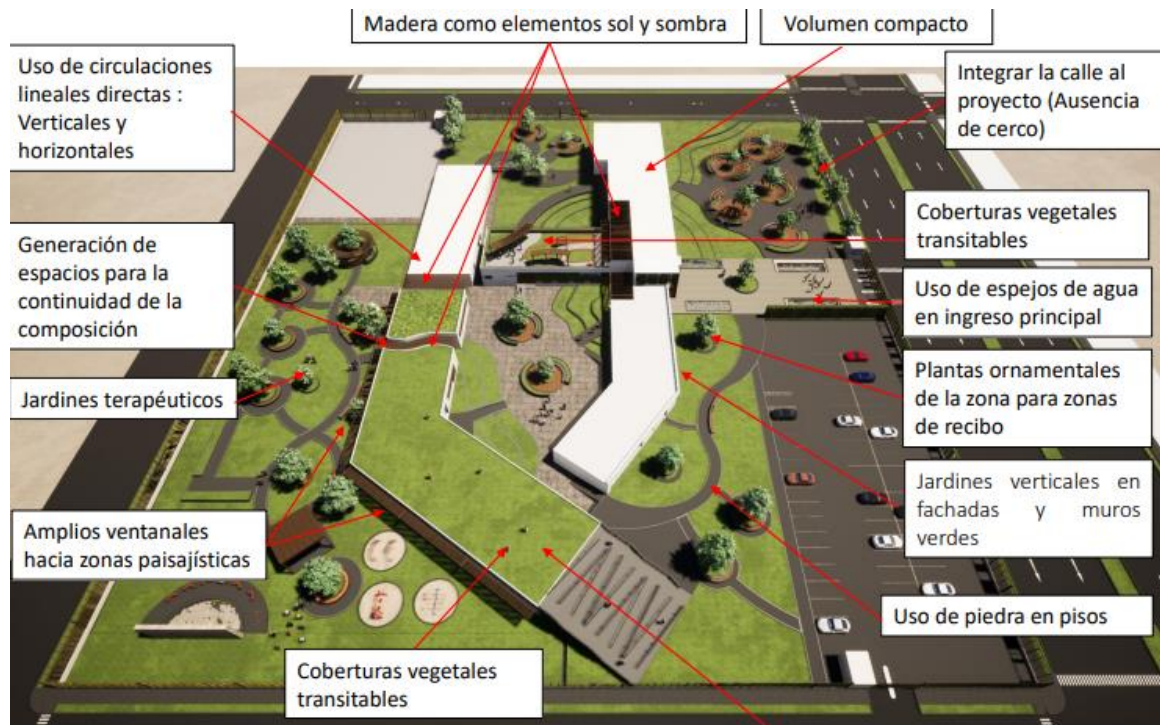 Madera como elementos sol y sombra
Volumen compacto
Uso de circulaciones
lineales directas :
Verticales y
horizontales
Integrar la calle al
proyecto (Ausencia
de cerco)
Coberturas vegetales
transitables
Generación de
espacios para la
continuidad de la
composición
Uso de espejos de agua
en ingreso principal
Plantas ornamentales
de la zona para zonas
de recibo
Jardines terapéuticos
Jardines verticales en
fachadas y muros
verdes
Amplios ventanales
hacia zonas paisajísticas
Uso de piedra en pisos
Coberturas vegetales
transitables